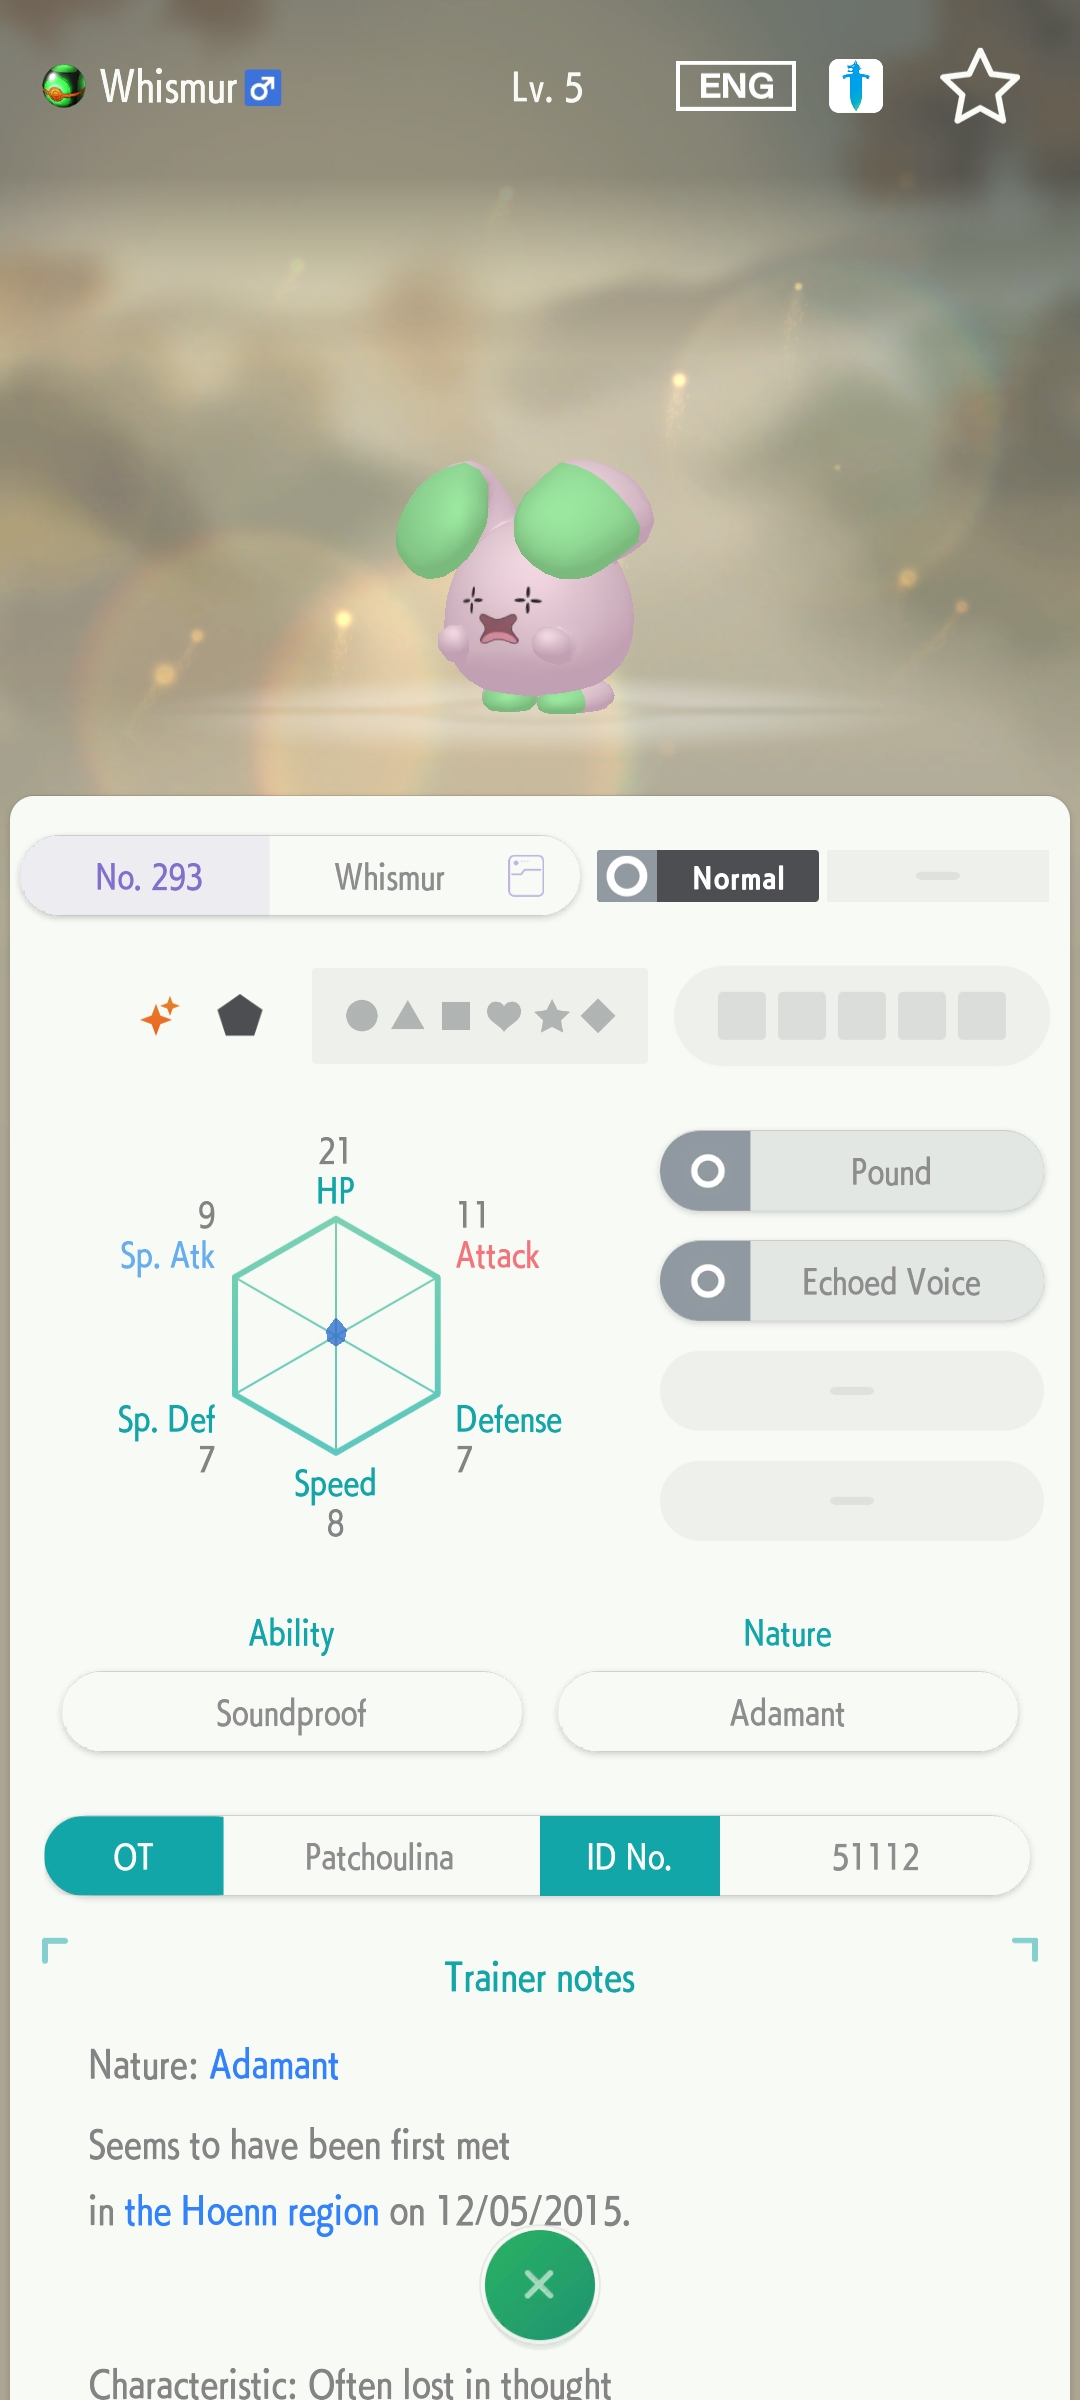 Whismur ♂ Lv. 5 ENG
No. 293 Whismur Normal
21
HP
9
Sp. Atk
11
Attack
Sp. Def
7
Defense
7
Speed
8
Pound
Echoed Voice
Ability
Soundproof
Nature
Adamant
OT Patchoulina ID No. 51112
Trainer notes
Nature: Adamant
Seems to have been first met
in the Hoenn region on 12/05/2015.
Characteristic: Often lost in thought